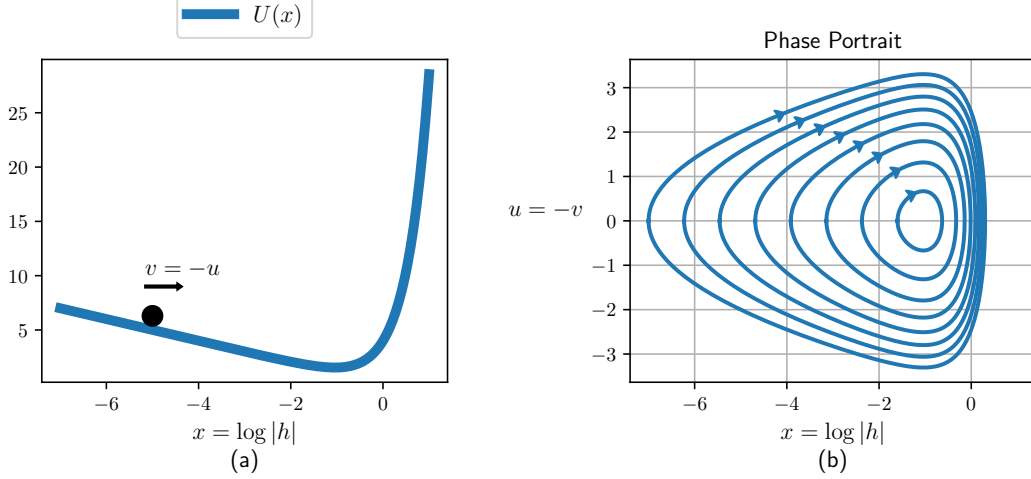 U(x)
25
20
15
10
5
v = −u
−6 −4 −2 0
x = log |h|
(a)
Phase Portrait
3
2
1
0
−1
−2
−3
u = −v
−6 −4 −2 0
x = log |h|
(b)